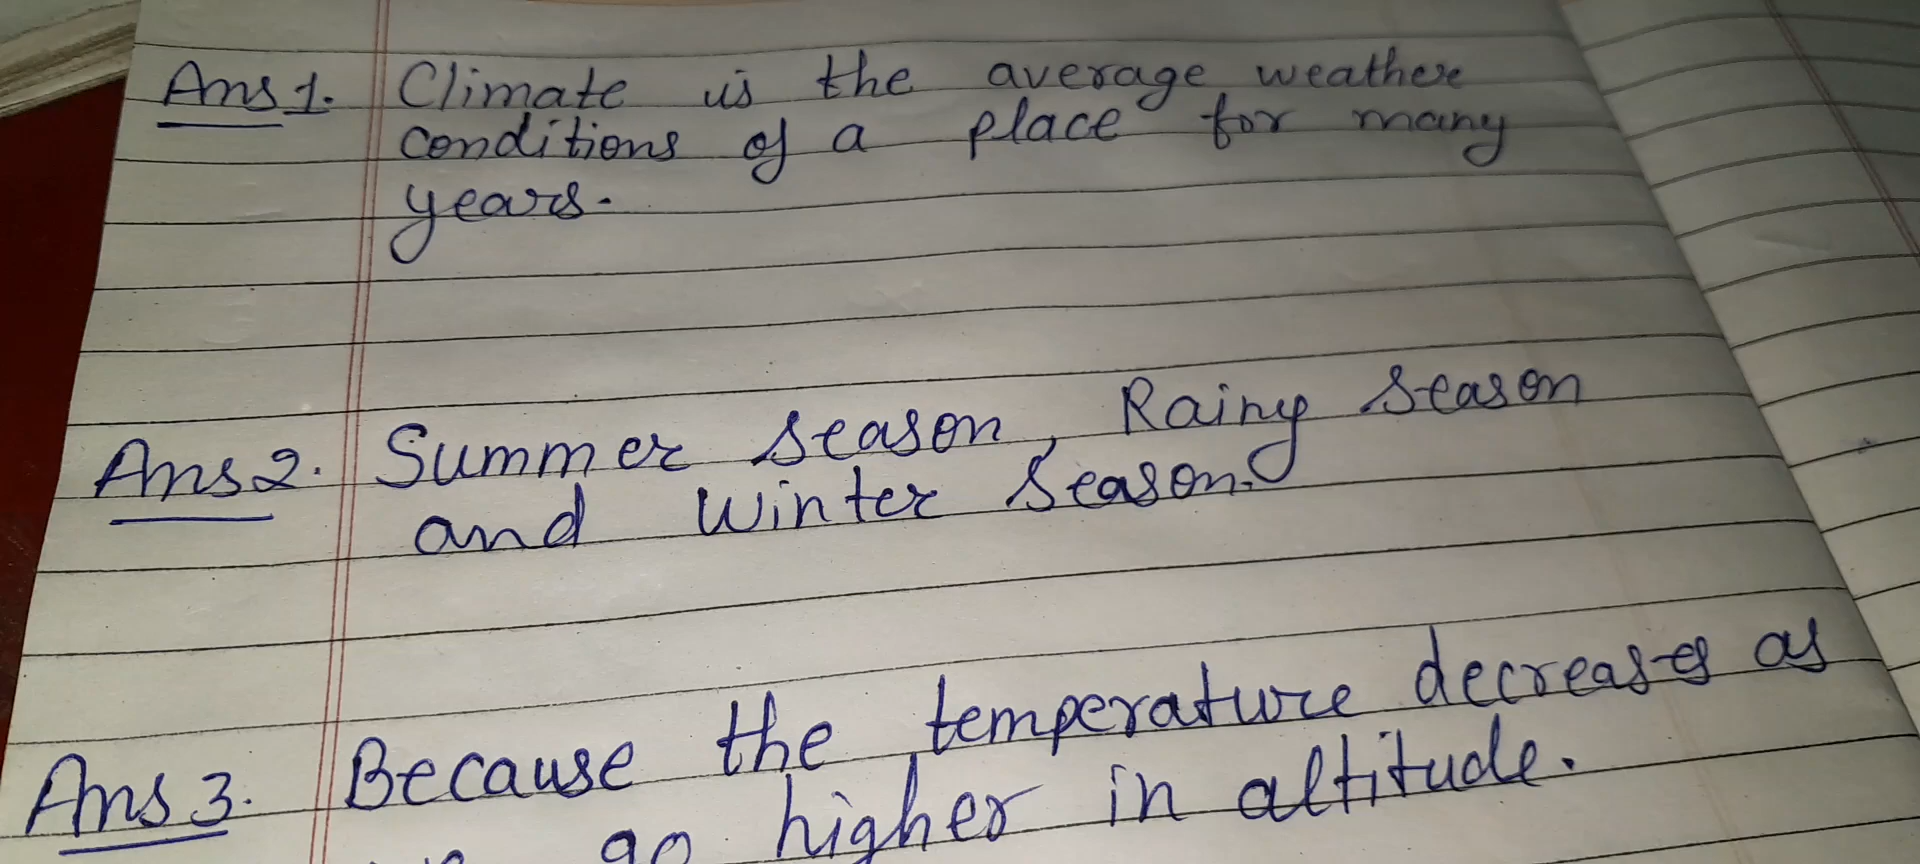 Ans 1. Climate is the average weather
conditions of a place for many
years.
Ans 2. Summer season, Rainy season
and winter season.
Ans 3. Because the temperature decreases as
go higher in altitude.